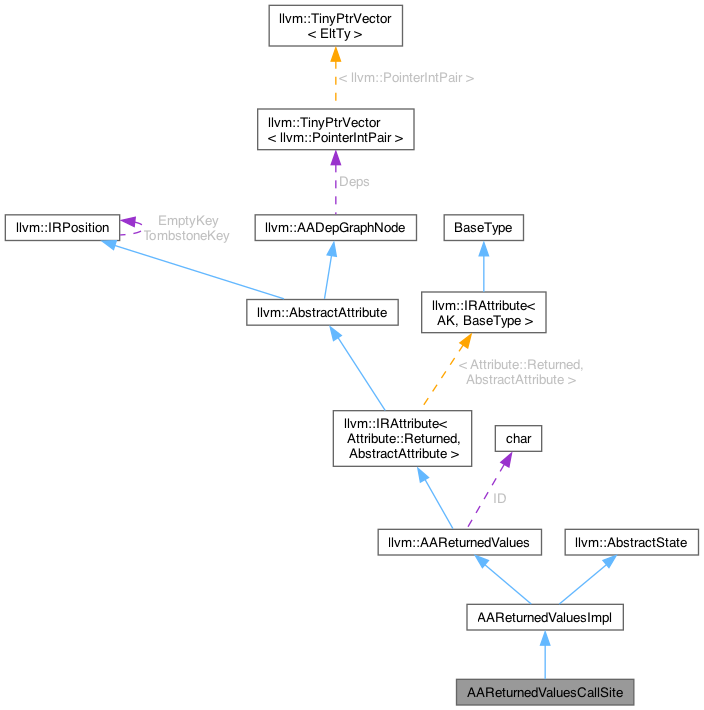 llvm::TinyPtrVector
< EltTy >
< llvm::PointerIntPair >
llvm::TinyPtrVector
< llvm::PointerIntPair >
Deps
llvm::IRPosition
EmptyKey
TombstoneKey
llvm::AADepGraphNode
BaseType
llvm::AbstractAttribute
llvm::IRAttribute<
AK, BaseType >
< Attribute::Returned,
AbstractAttribute >
llvm::IRAttribute<
Attribute::Returned,
AbstractAttribute >
char
ID
llvm::AAReturnedValues
llvm::AbstractState
AAReturnedValuesImpl
AAReturnedValuesCallSite